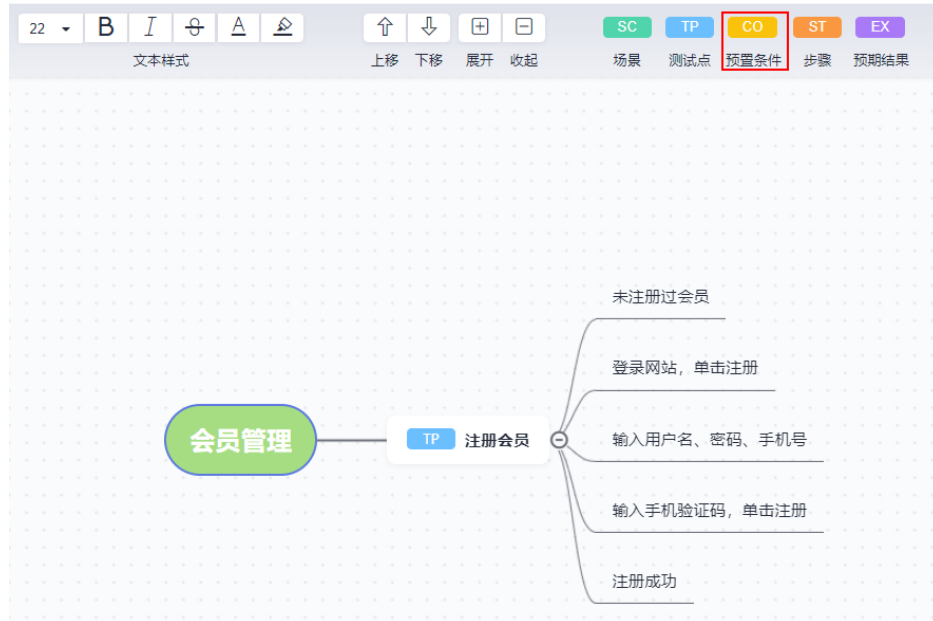 22 B I S A SC TP CO ST EX
文本样式 上移 下移 展开 收起 场景 测试点 预置条件 步骤 预期结果
未注册过会员
登录网站，单击注册
会员管理 TP 注册会员 输入用户名、密码、手机号
输入手机验证码，单击注册
注册成功